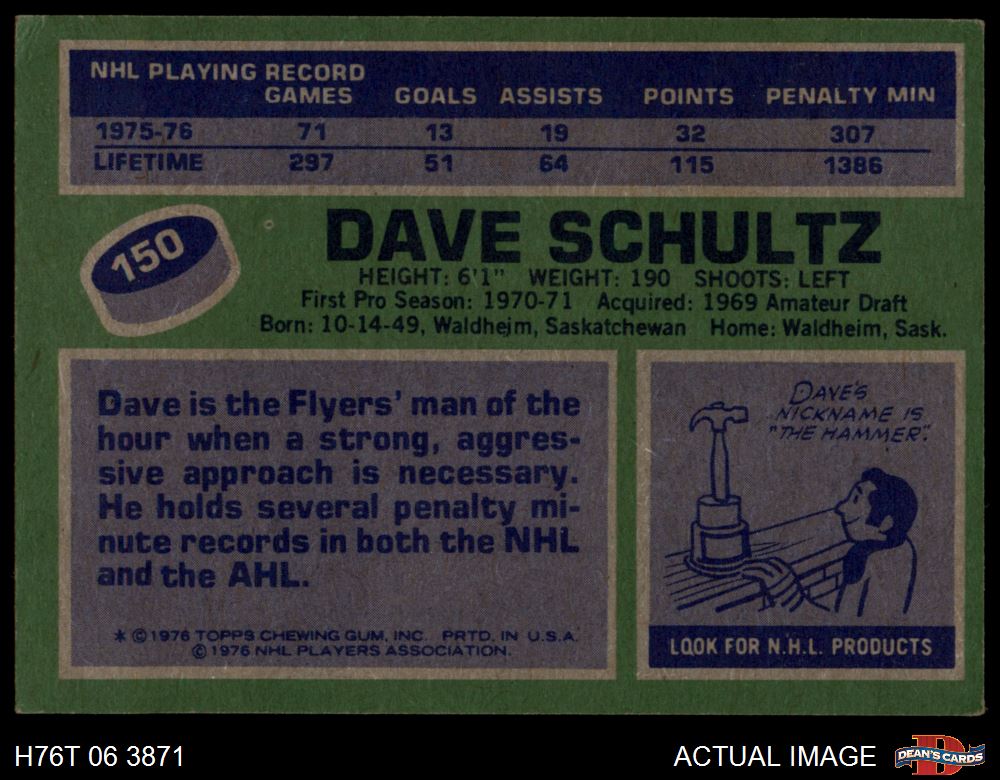 NHL PLAYING RECORD
GAMES GOALS ASSISTS POINTS PENALTY MIN
1975-76 71 13 19 32 307
LIFETIME 297 51 64 115 1386
150
DAVE SCHULTZ
HEIGHT: 6'1" WEIGHT: 190 SHOOTS: LEFT
First Pro Season: 1970-71 Acquired: 1969 Amateur Draft
Born: 10-14-49, Waldheim, Saskatchewan Home: Waldheim, Sask.
Dave is the Flyers' man of the
hour when a strong, aggres-
sive approach is necessary.
He holds several penalty mi-
nute records in both the NHL
and the AHL.
* © 1976 TOPPS CHEWING GUM, INC. PRTD. IN U.S.A.
© 1976 NHL PLAYERS ASSOCIATION.
DAVE'S
NICKNAME IS
"THE HAMMER".
LOOK FOR N.H.L. PRODUCTS
H76T 06 3871
ACTUAL IMAGE
D
DEAN'S CARDS